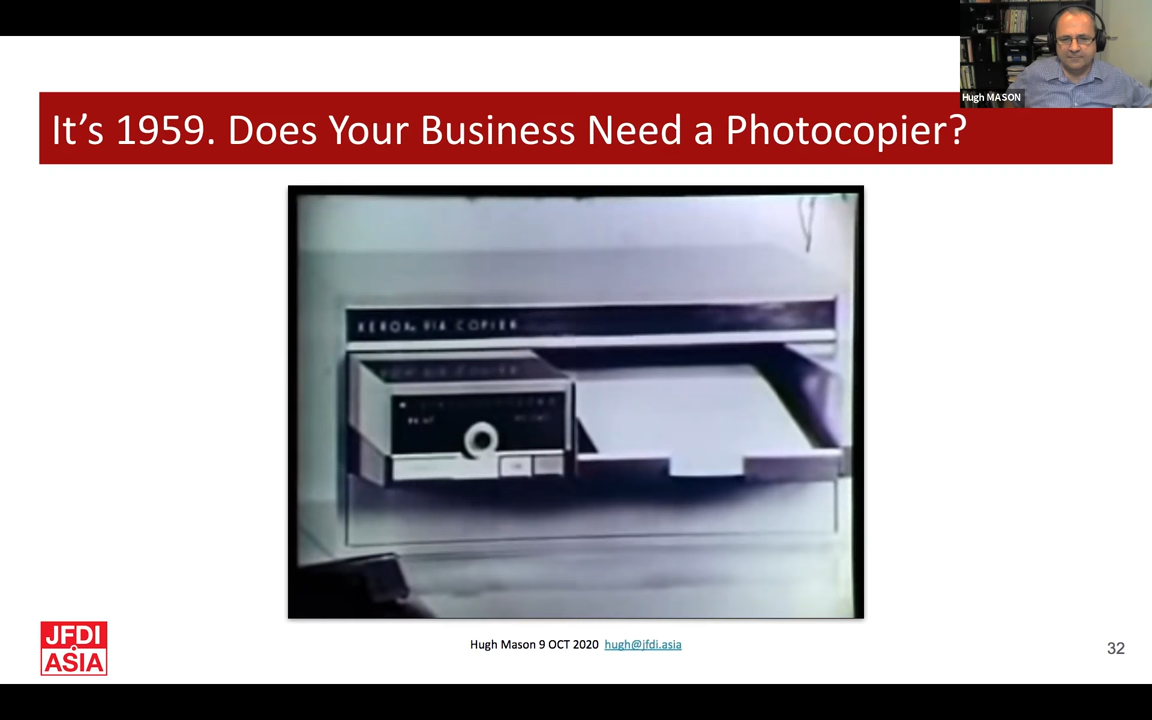 Hugh MASON
It's 1959. Does Your Business Need a Photocopier?
XEROX 914 COPIER
JFDI
ASIA
Hugh Mason 9 OCT 2020 hugh@jfdi.asia
32